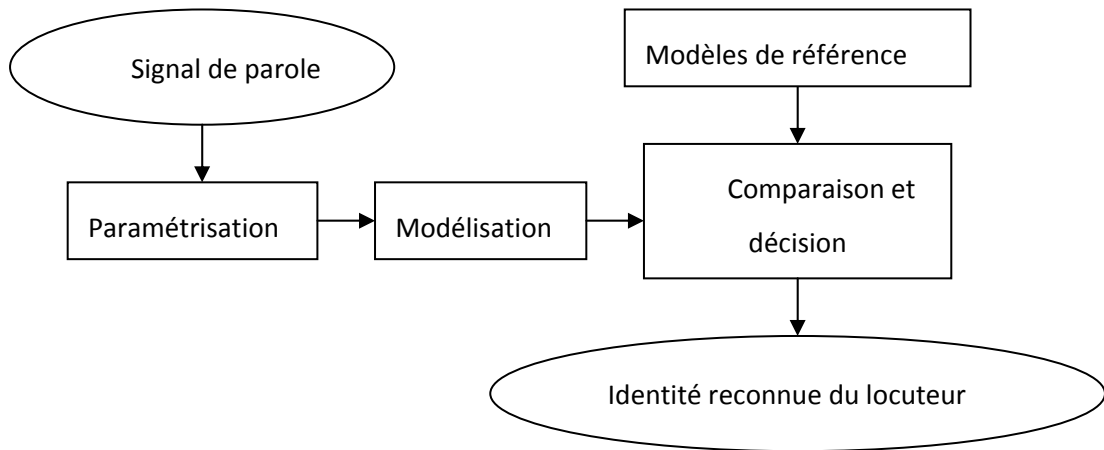 Signal de parole
Modèles de référence
Paramétrisation
Modélisation
Comparaison et
décision
Identité reconnue du locuteur